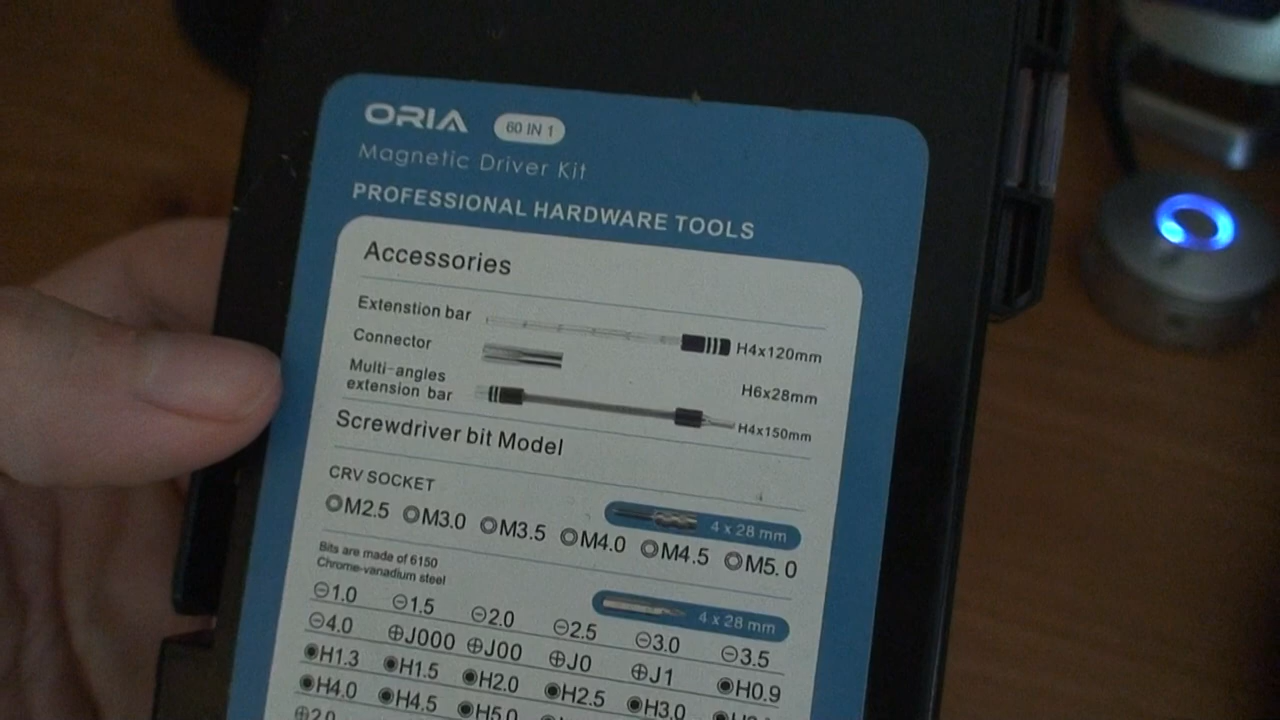 ORIA 60 IN 1
Magnetic Driver Kit
PROFESSIONAL HARDWARE TOOLS
Accessories
Extenstion bar H4x120mm
Connector H6x28mm
Multi-angles
extension bar H4x150mm
Screwdriver bit Model
CRV SOCKET 4 x 28 mm
M2.5 M3.0 M3.5 M4.0 M4.5 M5.0
Bits are made of 6150
Chrome-vanadium steel 4 x 28 mm
⊖1.0 ⊖1.5 ⊖2.0 ⊖2.5 ⊖3.0 ⊖3.5
⊖4.0 ⊕J000 ⊕J00 ⊕J0 ⊕J1 H0.9
H1.3 H1.5 H2.0 H2.5 H3.0
H4.0 H4.5 H5.0
⊕2.0